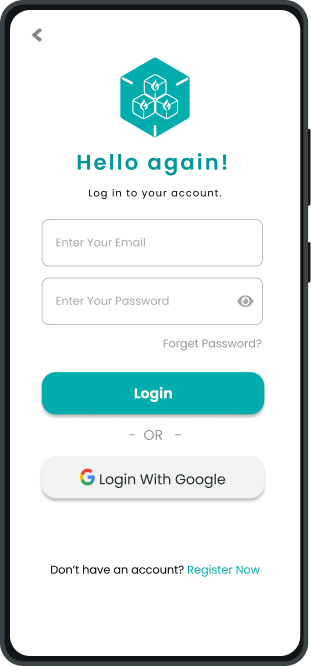 Hello again!
Log in to your account.
Enter Your Email
Enter Your Password
Forget Password?
Login
- OR -
Login With Google
Don't have an account? Register Now